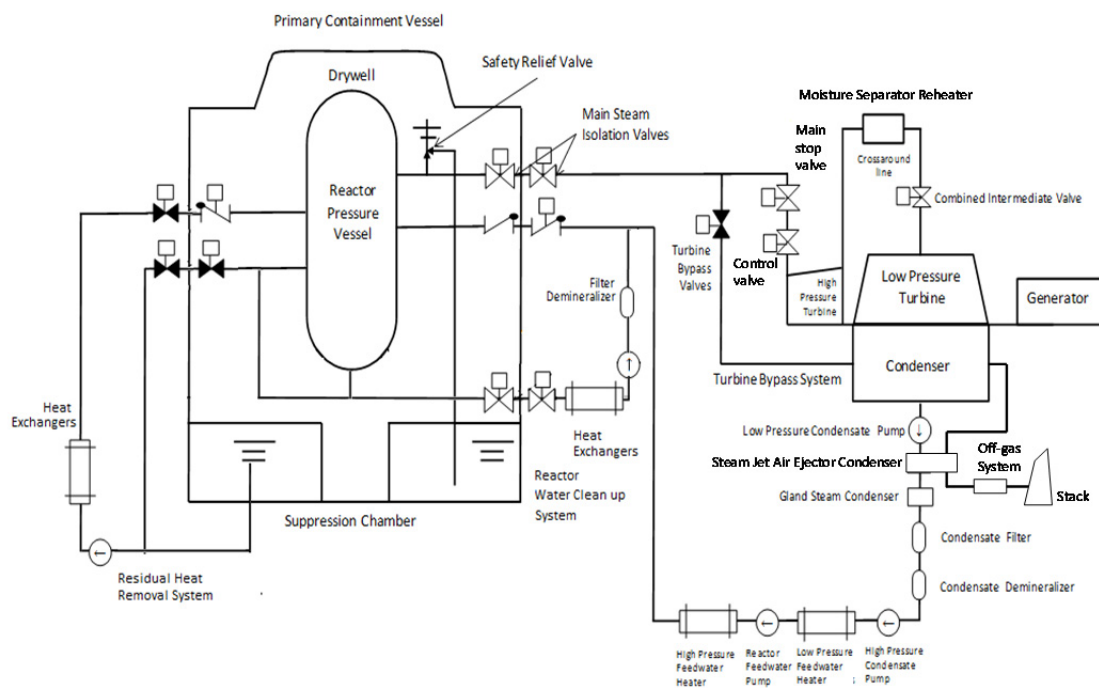 Primary Containment Vessel
Drywell
Safety Relief Valve
Main Steam
Isolation Valves
Moisture Separator Reheater
Main
stop
valve
Crossaround
line
Combined Intermediate Valve
Reactor
Pressure
Vessel
Turbine
Bypass
Valves
Control
valve
High
Pressure
Turbine
Low Pressure
Turbine
Generator
Filter
Demineralizer
Turbine Bypass System
Condenser
Heat
Exchangers
Heat
Exchangers
Low Pressure Condensate Pump
Steam Jet Air Ejector Condenser
Off-gas
System
Stack
Gland Steam Condenser
Reactor
Water Clean up
System
Suppression Chamber
Condensate Filter
Residual Heat
Removal System
Condensate Demineralizer
High Pressure
Feedwater
Heater
Reactor
Feedwater
Pump
Low Pressure
Feedwater
Heater
High Pressure
Condensate
Pump